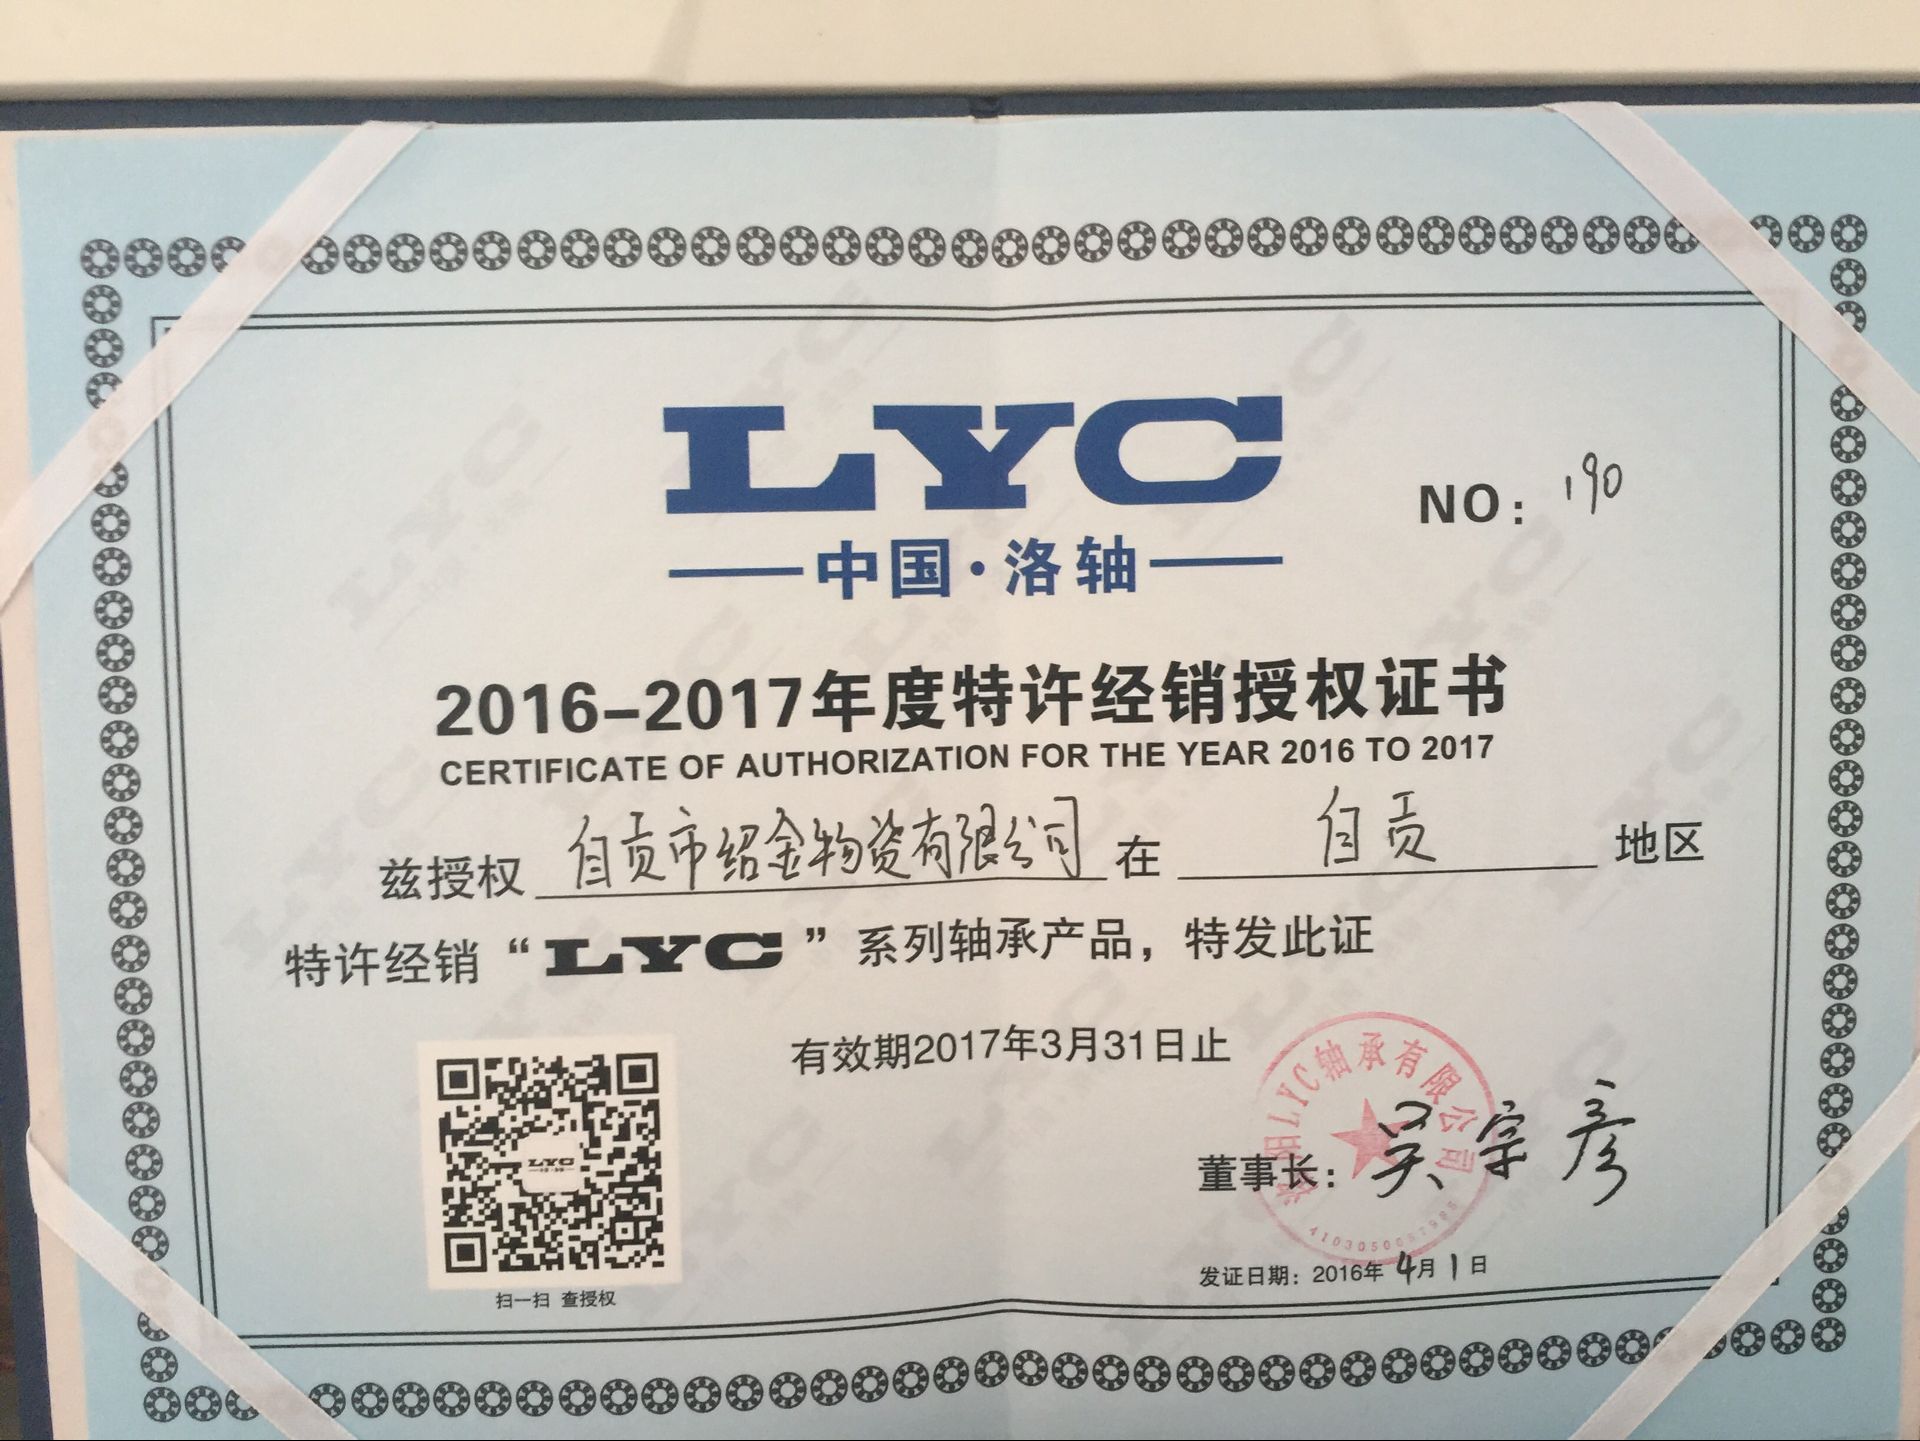 LYC
中国·洛轴
NO: 190
2016-2017年度特许经销授权证书
CERTIFICATE OF AUTHORIZATION FOR THE YEAR 2016 TO 2017
兹授权 自贡市绍金物资有限公司 在 自贡 地区
特许经销“LYC”系列轴承产品，特发此证
有效期2017年3月31日止
洛阳LYC轴承有限公司
董事长：吴宗彦
发证日期：2016年4月1日
LYC
扫一扫 查授权